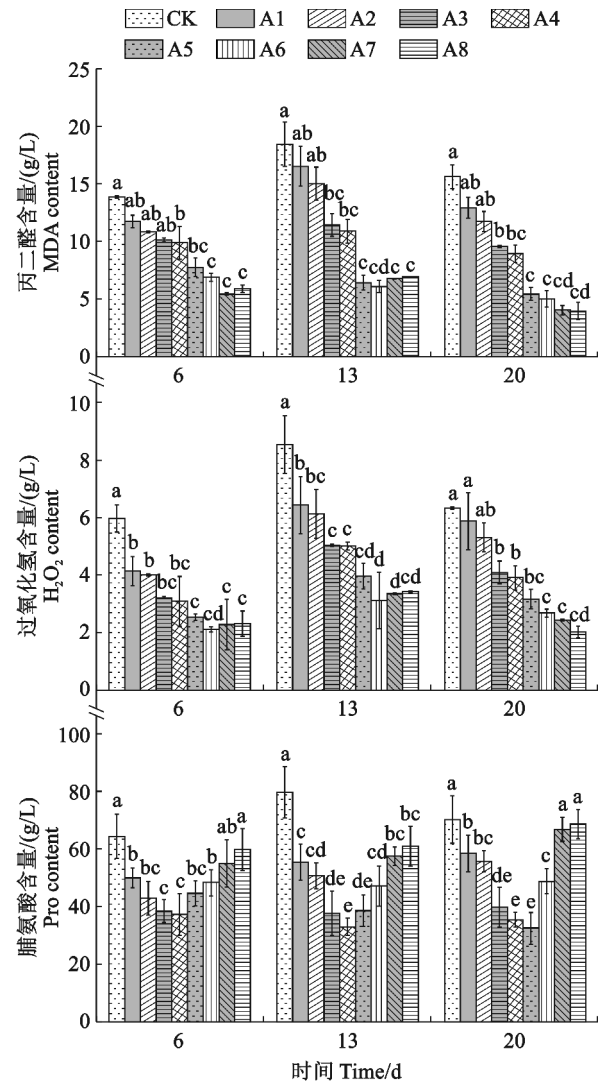 CK A1 A2 A3 A4
A5 A6 A7 A8
丙二醛含量/(g/L)
MDA content
25
20
15
10
5
0
a ab ab ab b bc c c c
a ab ab bc bc c cd c c
a ab ab b b c c cd cd
6 13 20
过氧化氢含量/(g/L)
H₂O₂ content
10
8
6
4
2
0
a b b bc bc c cd c c
a b bc c c cd cd d cd
a a ab b b bc c c c
6 13 20
脯氨酸含量/(g/L)
Pro content
100
80
60
40
20
0
a b bc c c b b ab a
a c cd de e de cd bc bc
a b bc de e e c a a
6 13 20
时间 Time/d